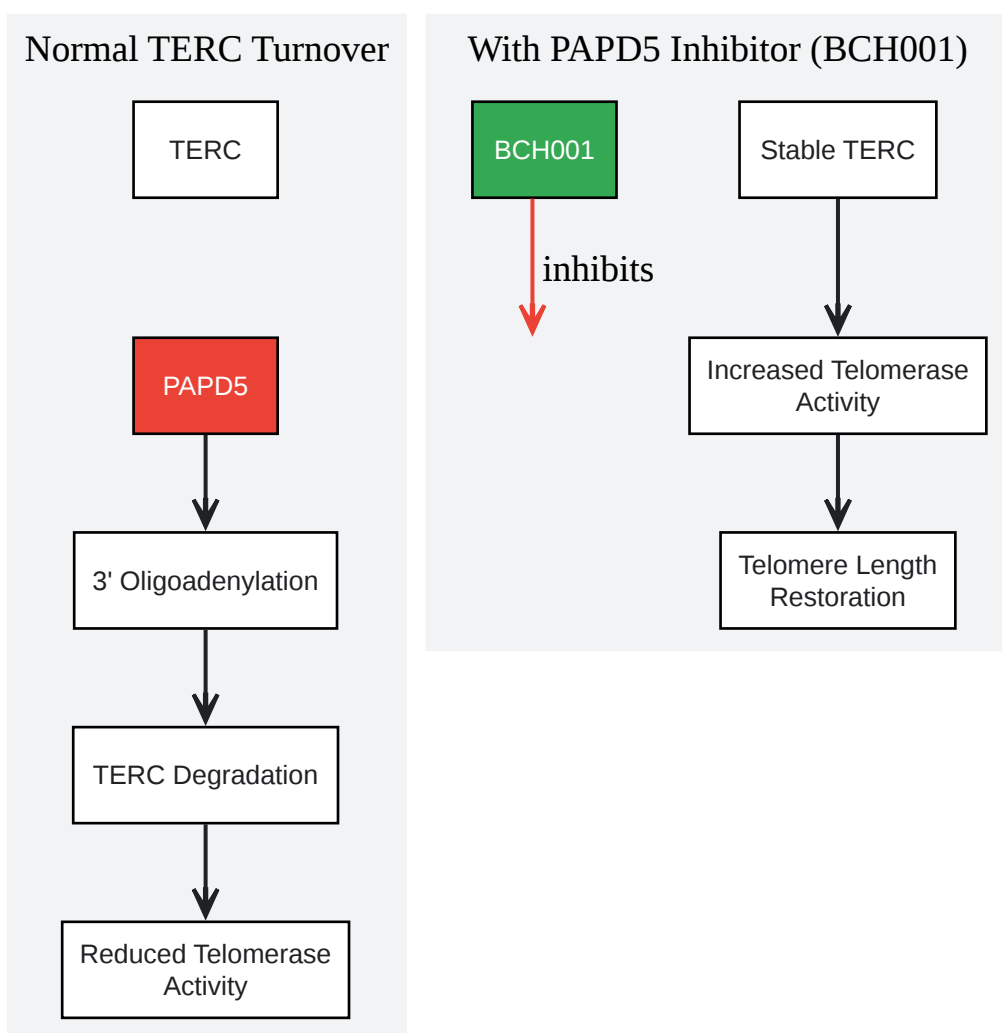 Normal TERC Turnover
TERC
PAPD5
3' Oligoadenylation
TERC Degradation
Reduced Telomerase
Activity
With PAPD5 Inhibitor (BCH001)
BCH001
inhibits
Stable TERC
Increased Telomerase
Activity
Telomere Length
Restoration